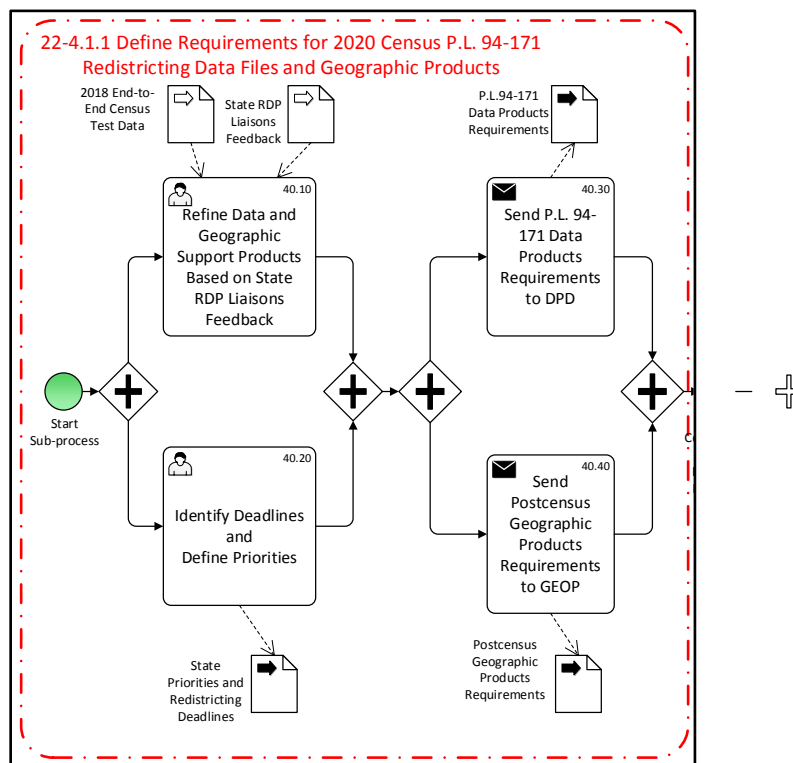 22-4.1.1 Define Requirements for 2020 Census P.L. 94-171
Redistricting Data Files and Geographic Products
2018 End-to-
End Census
Test Data
State RDP
Liaisons
Feedback
P.L.94-171
Data Products
Requirements
40.10
Refine Data and
Geographic
Support Products
Based on State
RDP Liaisons
Feedback
40.30
Send P.L. 94-
171 Data
Products
Requirements
to DPD
Start
Sub-process
40.20
Identify Deadlines
and
Define Priorities
40.40
Send
Postcensus
Geographic
Products
Requirements
to GEOP
State
Priorities and
Redistricting
Deadlines
Postcensus
Geographic
Products
Requirements